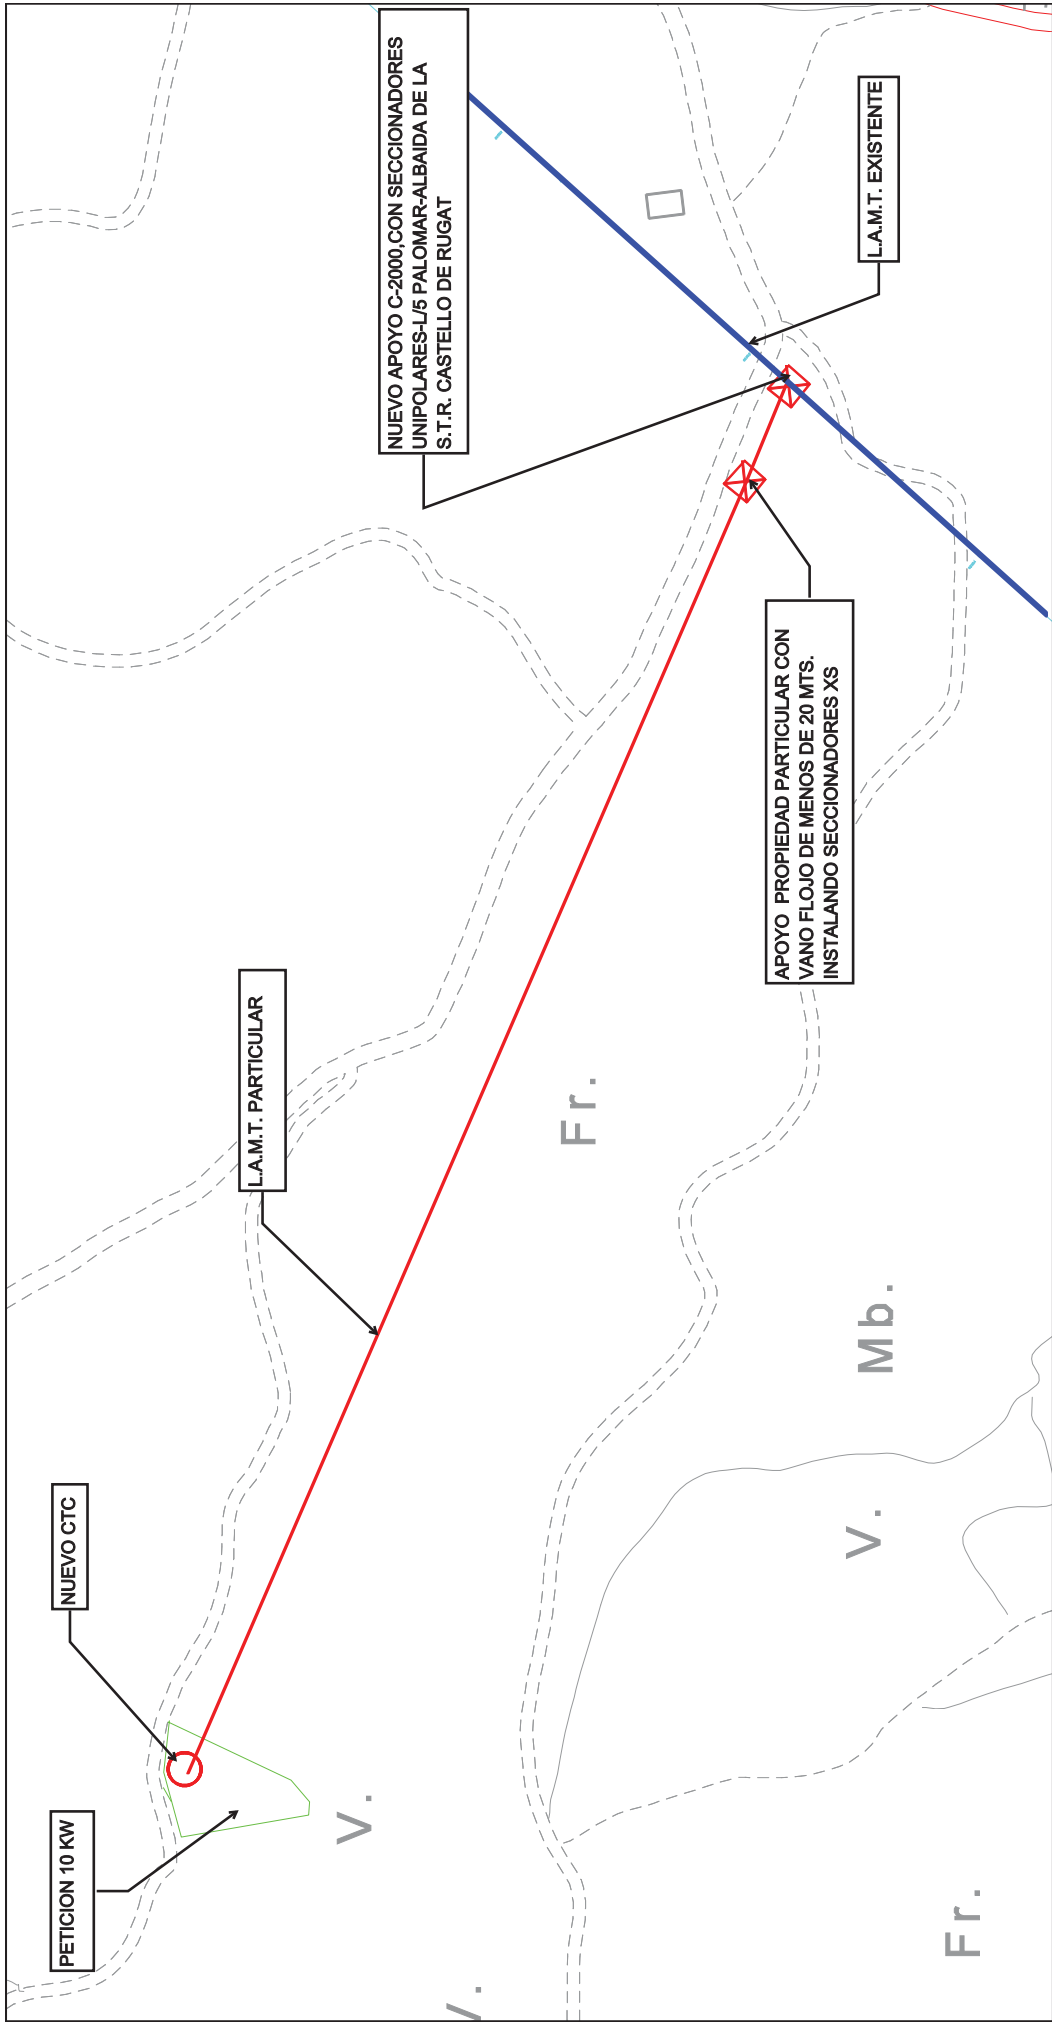 PETICION 10 KW
NUEVO CTC
L.A.M.T. PARTICULAR
NUEVO APOYO C-2000,CON SECCIONADORES
UNIPOLARES-L/5 PALOMAR-ALBAIDA DE LA
S.T.R. CASTELLO DE RUGAT
L.A.M.T. EXISTENTE
APOYO PROPIEDAD PARTICULAR CON
VANO FLOJO DE MENOS DE 20 MTS.
INSTALANDO SECCIONADORES XS
Fr.
Mb.
V.
V.
Fr.